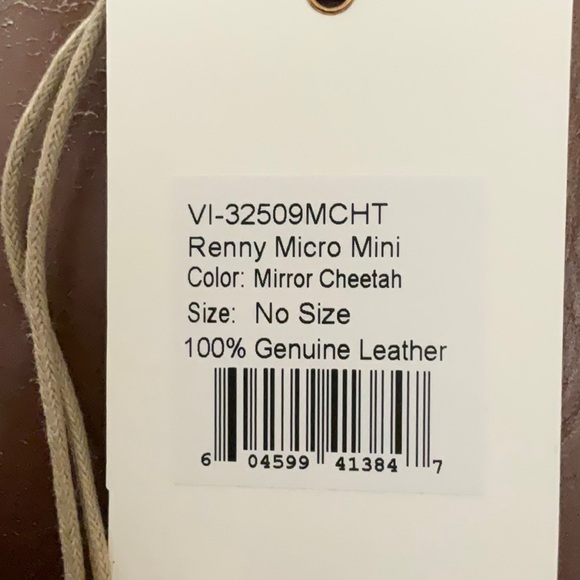 VI-32509MCHT
Renny Micro Mini
Color: Mirror Cheetah
Size: No Size
100% Genuine Leather
6 04599 41384 7